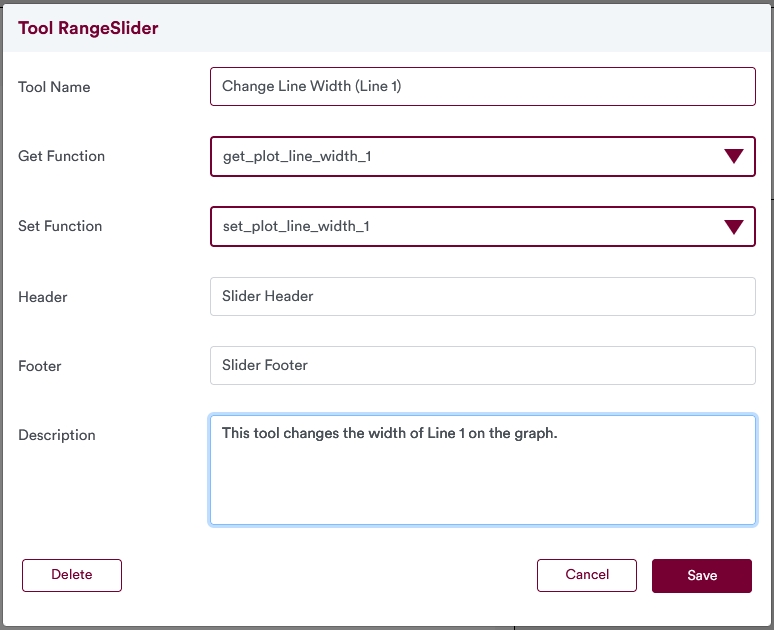 Tool RangeSlider
Tool Name
Change Line Width (Line 1)
Get Function
get_plot_line_width_1
Set Function
set_plot_line_width_1
Header
Slider Header
Footer
Slider Footer
Description
This tool changes the width of Line 1 on the graph.
Delete
Cancel
Save